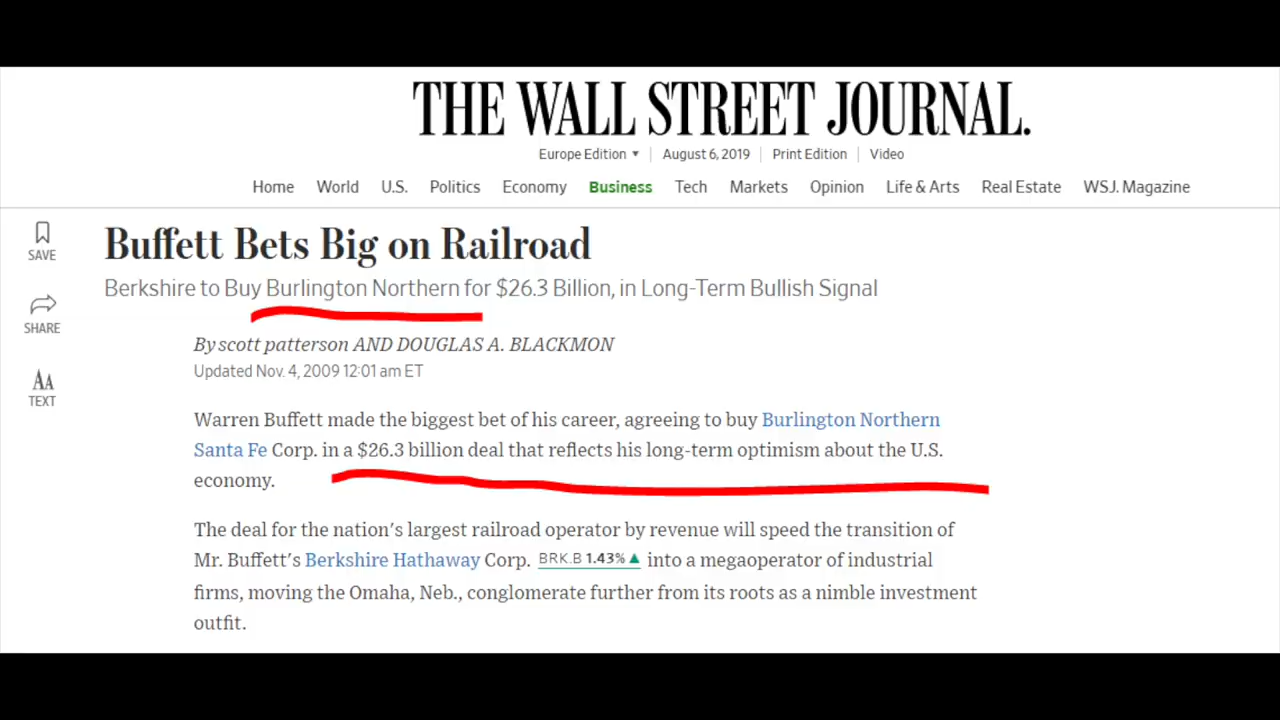 THE WALL STREET JOURNAL.
Europe Edition ▾ | August 6, 2019 | Print Edition | Video
Home World U.S. Politics Economy Business Tech Markets Opinion Life & Arts Real Estate WSJ. Magazine
SAVE
SHARE
AA
TEXT
Buffett Bets Big on Railroad
Berkshire to Buy Burlington Northern for $26.3 Billion, in Long-Term Bullish Signal
By scott patterson AND DOUGLAS A. BLACKMON
Updated Nov. 4, 2009 12:01 am ET
Warren Buffett made the biggest bet of his career, agreeing to buy Burlington Northern
Santa Fe Corp. in a $26.3 billion deal that reflects his long-term optimism about the U.S.
economy.
The deal for the nation's largest railroad operator by revenue will speed the transition of
Mr. Buffett's Berkshire Hathaway Corp. BRK.B 1.43% ▲ into a megaoperator of industrial
firms, moving the Omaha, Neb., conglomerate further from its roots as a nimble investment
outfit.